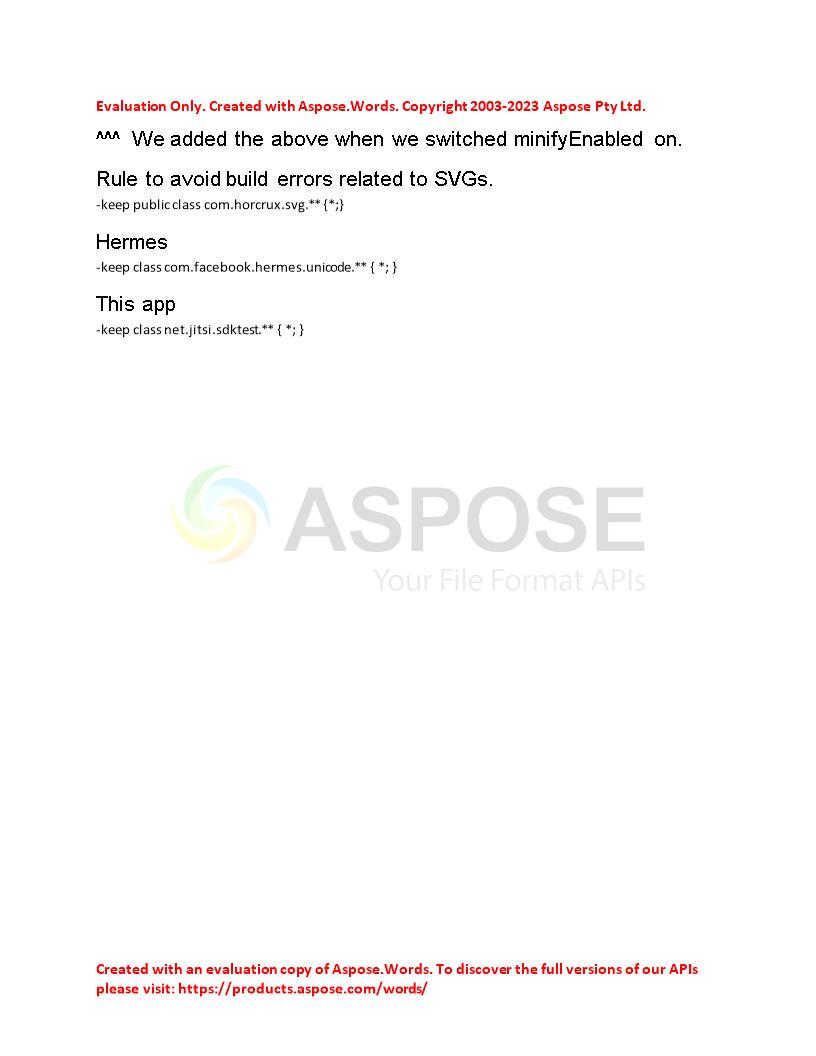 Evaluation Only. Created with Aspose.Words. Copyright 2003-2023 Aspose Pty Ltd.
^^^ We added the above when we switched minifyEnabled on.
Rule to avoid build errors related to SVGs.
-keep public class com.horcrux.svg.** {*;}
Hermes
-keep class com.facebook.hermes.unicode.** { *; }
This app
-keep class net.jitsi.sdktest.** { *; }
ASPOSE
Your File Format APIs
Created with an evaluation copy of Aspose.Words. To discover the full versions of our APIs
please visit: https://products.aspose.com/words/